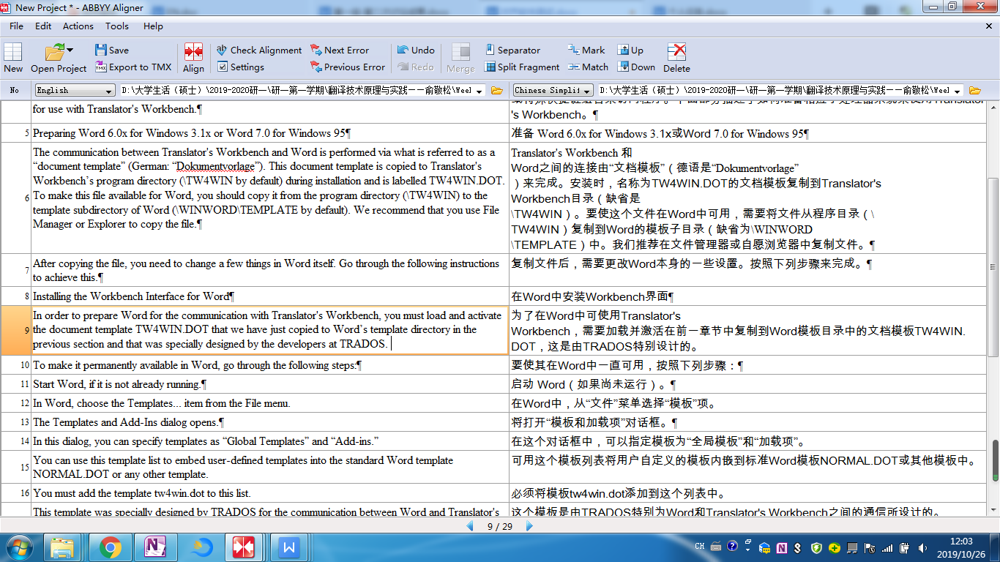 New Project * - ABBYY Aligner
File Edit Actions Tools Help
New
Open Project
Save
Export to TMX
Align
Check Alignment
Settings
Next Error
Previous Error
Undo
Redo
Merge
Separator
Split Fragment
Mark
Match
Up
Down
Delete
No
English
D:\大学生活（硕士）\2019-2020研一\研一第一学期\翻译技术原理与实践--俞敬松\Weel
Chinese Simplif
D:\大学生活（硕士）\2019-2020研一\研一第一学期\翻译技术原理与实践--俞敬松\Weel
for use with Translator's Workbench.¶
's Workbench。¶
5
Preparing Word 6.0x for Windows 3.1x or Word 7.0 for Windows 95¶
准备 Word 6.0x for Windows 3.1x或Word 7.0 for Windows 95¶
6
The communication between Translator's Workbench and Word is performed via what is referred to as a
“document template” (German: “Dokumentvorlage”). This document template is copied to Translator's
Workbench’s program directory (\TW4WIN by default) during installation and is labelled TW4WIN.DOT.
To make this file available for Word, you should copy it from the program directory (\TW4WIN) to the
template subdirectory of Word (\WINWORD\TEMPLATE by default). We recommend that you use File
Manager or Explorer to copy the file.¶
Translator's Workbench 和
Word之间的连接由“文档模板”（德语是“Dokumentvorlage”
）来完成。安装时，名称为TW4WIN.DOT的文档模板复制到Translator's
Workbench目录（缺省是
\TW4WIN）。要使这个文件在Word中可用，需要将文件从程序目录（\
TW4WIN）复制到Word的模板子目录（缺省为\WINWORD
\TEMPLATE）中。我们推荐在文件管理器或自愿浏览器中复制文件。¶
7
After copying the file, you need to change a few things in Word itself. Go through the following instructions
to achieve this.¶
复制文件后，需要更改Word本身的一些设置。按照下列步骤来完成。¶
8
Installing the Workbench Interface for Word¶
在Word中安装Workbench界面¶
9
In order to prepare Word for the communication with Translator's Workbench, you must load and activate
the document template TW4WIN.DOT that we have just copied to Word’s template directory in the
previous section and that was specially designed by the developers at TRADOS.
为了在Word中可使用Translator's
Workbench，需要加载并激活在前一章节中复制到Word模板目录中的文档模板TW4WIN.
DOT，这是由TRADOS特别设计的。
10
To make it permanently available in Word, go through the following steps:¶
要使其在Word中一直可用，按照下列步骤：¶
11
Start Word, if it is not already running.¶
启动 Word（如果尚未运行）。¶
12
In Word, choose the Templates... item from the File menu.
在Word中，从“文件”菜单选择“模板”项。
13
The Templates and Add-Ins dialog opens.¶
将打开“模板和加载项”对话框。¶
14
In this dialog, you can specify templates as “Global Templates” and “Add-ins.”
在这个对话框中，可以指定模板为“全局模板”和“加载项”。
15
You can use this template list to embed user-defined templates into the standard Word template
NORMAL.DOT or any other template.
可用这个模板列表将用户自定义的模板内嵌到标准Word模板NORMAL.DOT或其他模板中。
16
You must add the template tw4win.dot to this list.
必须将模板tw4win.dot添加到这个列表中。
This template was specially designed by TRADOS for the communication between Word and Translator's
这个模板是由TRADOS特别为Word和Translator's Workbench之间的通信所设计的。
9 / 29
CH
12:03
2019/10/26